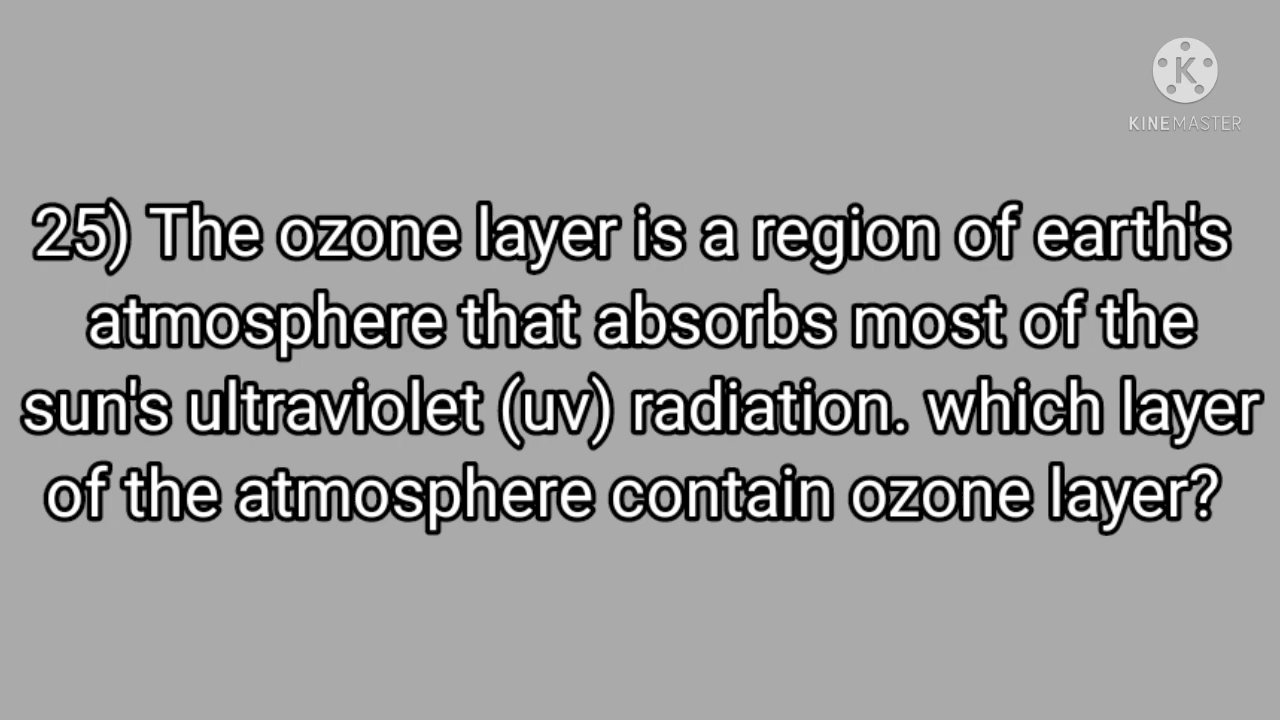 KINEMASTER
25) The ozone layer is a region of earth's
atmosphere that absorbs most of the
sun's ultraviolet (uv) radiation. which layer
of the atmosphere contain ozone layer?